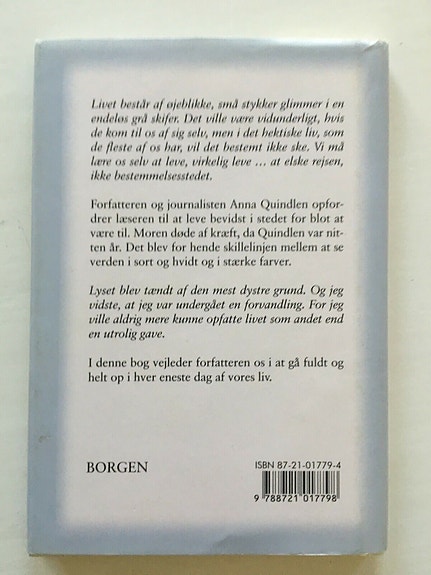 Livet består af øjeblikke, små stykker glimmer i en
endeløs grå skifer. Det ville være vidunderligt, hvis
de kom til os af sig selv, men i det hektiske liv, som
de fleste af os har, vil det bestemt ikke ske. Vi må
lære os selv at leve, virkelig leve ... at elske rejsen,
ikke bestemmelsesstedet.
Forfatteren og journalisten Anna Quindlen opfor-
drer læseren til at leve bevidst i stedet for blot at
være til. Moren døde af kræft, da Quindlen var nit-
ten år. Det blev for hende skillelinjen mellem at se
verden i sort og hvidt og i stærke farver.
Lyset blev tændt af den mest dystre grund. Og jeg
vidste, at jeg var undergået en forvandling. For jeg
ville aldrig mere kunne opfatte livet som andet end
en utrolig gave.
I denne bog vejleder forfatteren os i at gå fuldt og
helt op i hver eneste dag af vores liv.
BORGEN
ISBN 87-21-01779-4
9 788721 017798